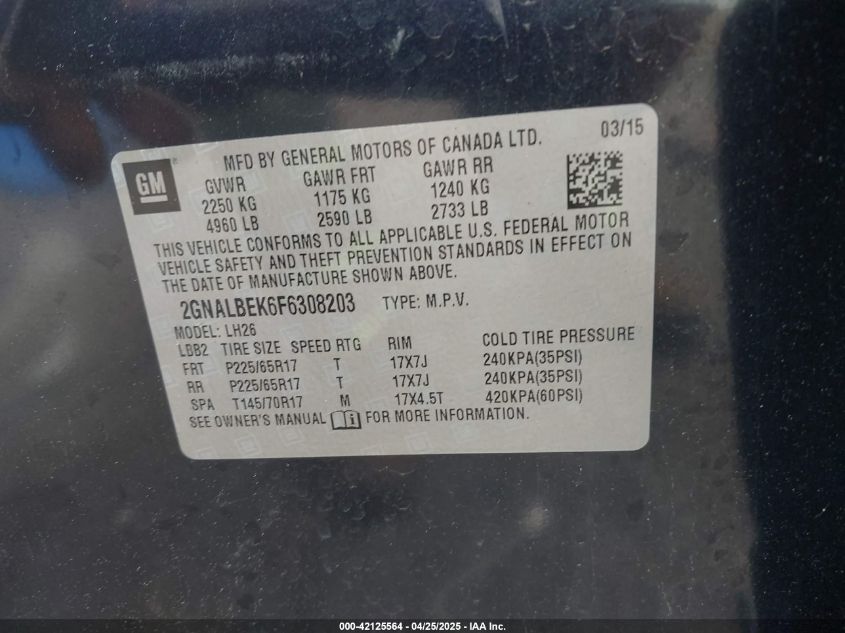 GM
MFD BY GENERAL MOTORS OF CANADA LTD. 03/15
GVWR GAWR FRT GAWR RR
2250 KG 1175 KG 1240 KG
4960 LB 2590 LB 2733 LB
THIS VEHICLE CONFORMS TO ALL APPLICABLE U.S. FEDERAL MOTOR
VEHICLE SAFETY AND THEFT PREVENTION STANDARDS IN EFFECT ON
THE DATE OF MANUFACTURE SHOWN ABOVE.
2GNALBEK6F6308203 TYPE: M.P.V.
MODEL: LH26
LBB2 TIRE SIZE SPEED RTG RIM COLD TIRE PRESSURE
FRT P225/65R17 T 17X7J 240KPA(35PSI)
RR P225/65R17 T 17X7J 240KPA(35PSI)
SPA T145/70R17 M 17X4.5T 420KPA(60PSI)
SEE OWNER'S MANUAL i FOR MORE INFORMATION.
000-42125564 / 04/25/2025 - IAA Inc.